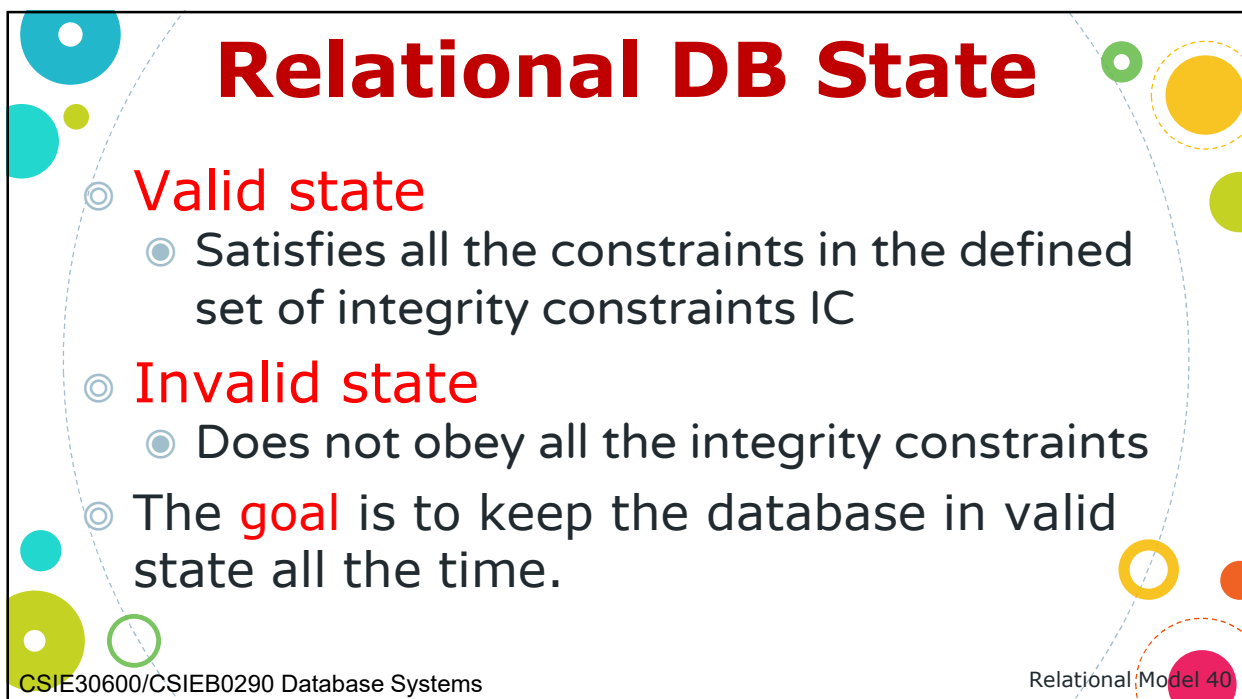 Relational DB State
Valid state
Satisfies all the constraints in the defined
set of integrity constraints IC
Invalid state
Does not obey all the integrity constraints
The goal is to keep the database in valid
state all the time.
CSIE30600/CSIEB0290 Database Systems
Relational Model 40